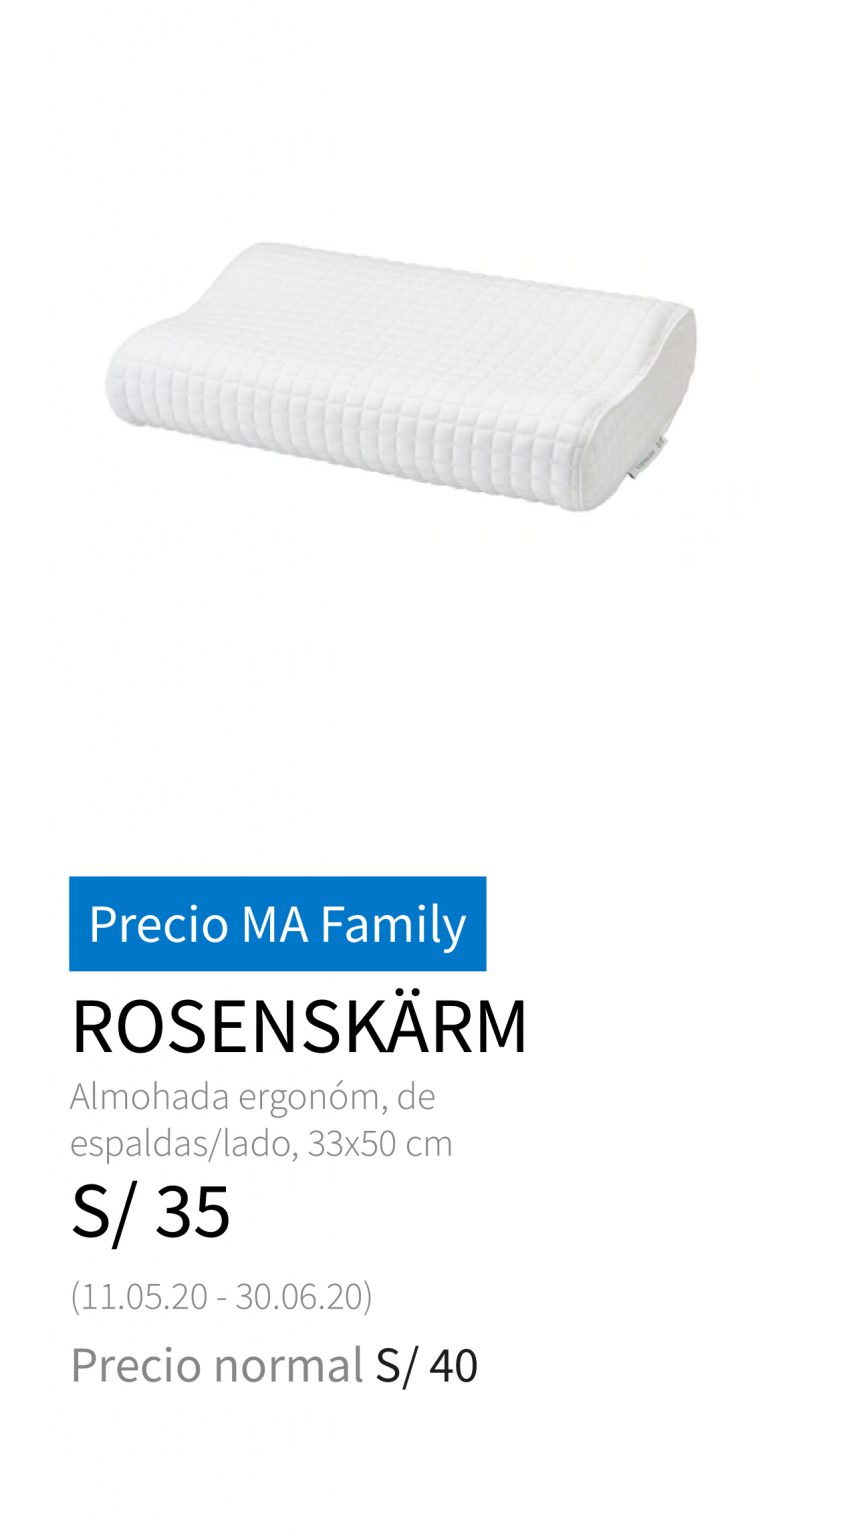 Precio MA Family
ROSENSKÄRM
Almohada ergonóm, de
espaldas/lado, 33x50 cm
S/ 35
(11.05.20 - 30.06.20)
Precio normal S/ 40